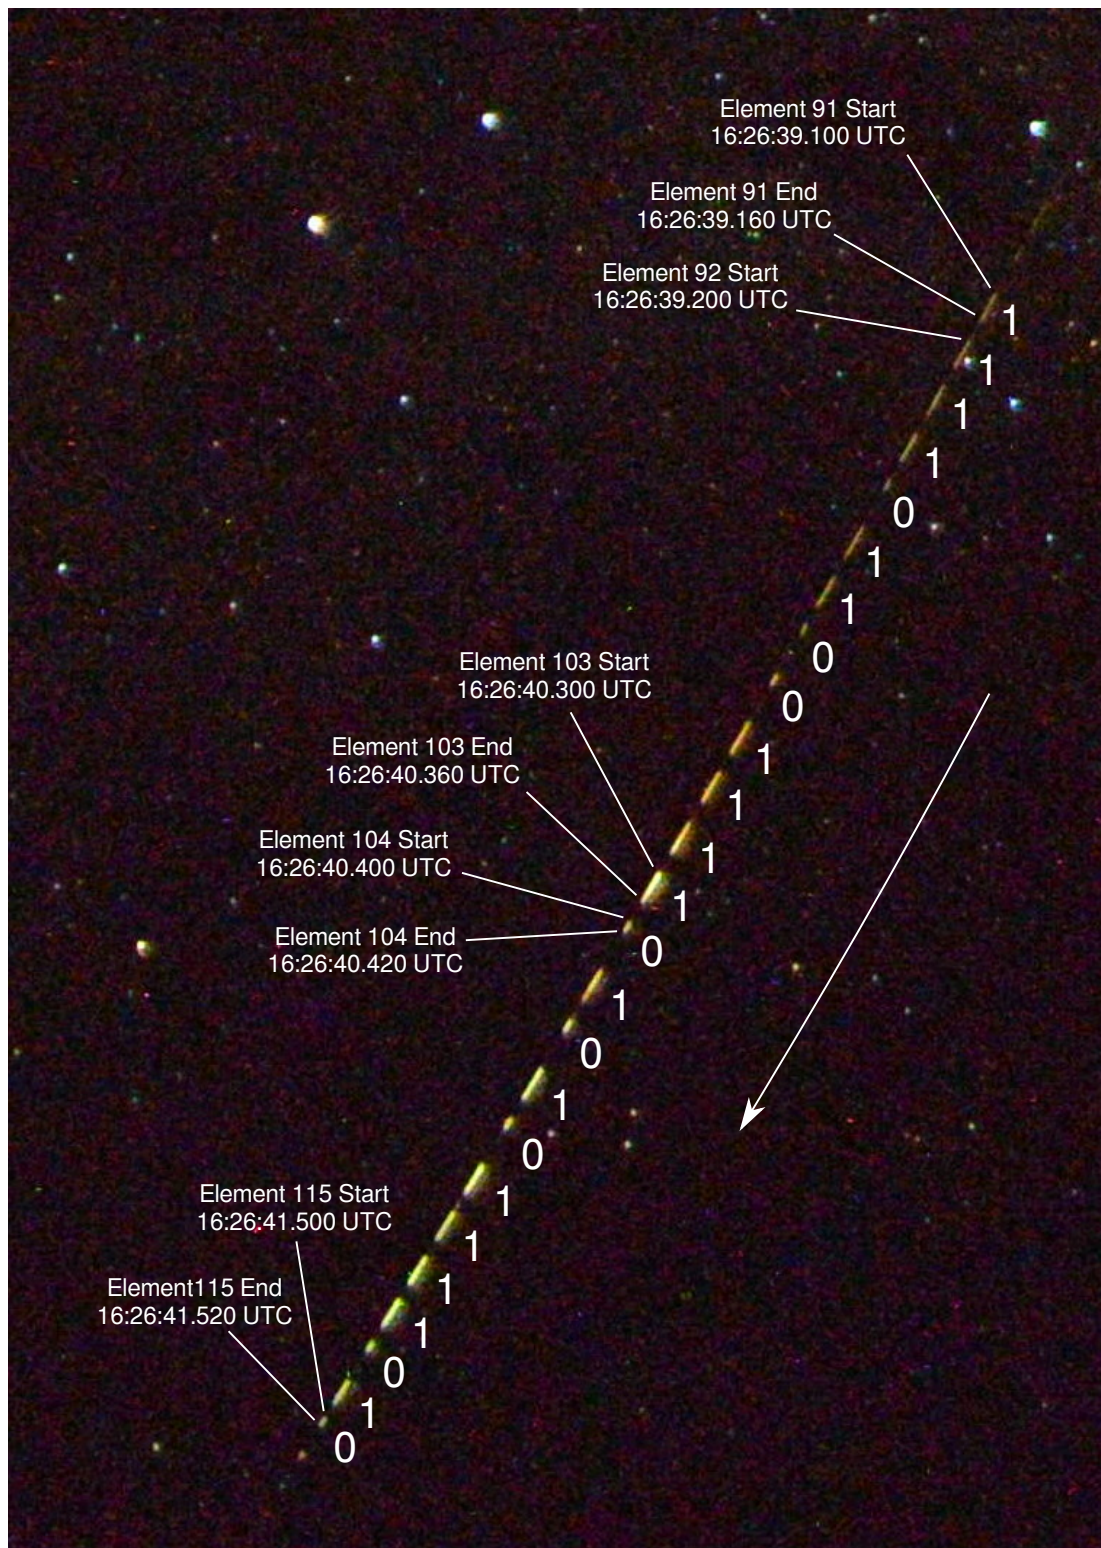 Element 91 Start
16:26:39.100 UTC
Element 91 End
16:26:39.160 UTC
Element 92 Start
16:26:39.200 UTC
1
1
1
1
0
1
1
0
Element 103 Start
16:26:40.300 UTC
0
Element 103 End
16:26:40.360 UTC
1
1
Element 104 Start
16:26:40.400 UTC
1
1
Element 104 End
16:26:40.420 UTC
0
1
0
1
0
Element 115 Start
16:26:41.500 UTC
1
1
Element115 End
16:26:41.520 UTC
1
1
0
1
0